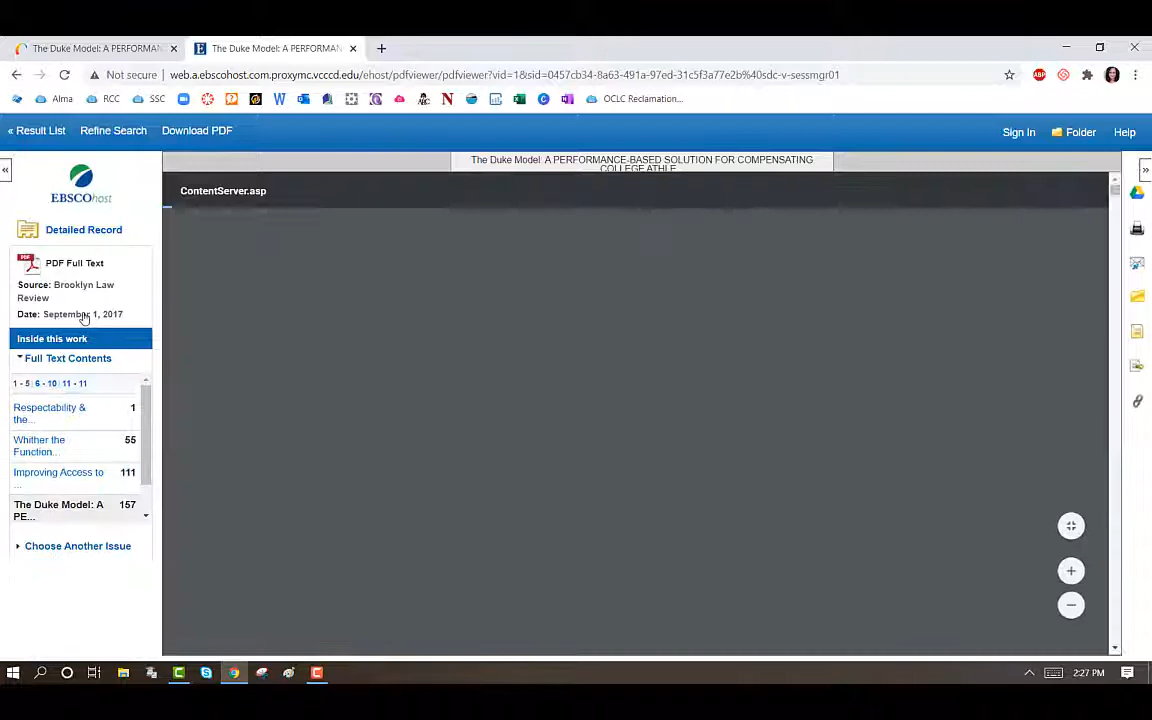 The Duke Model: A PERFORMAN
The Duke Model: A PERFORMAN
Not secure
web.a.ebscohost.com.proxymc.vcccd.edu/ehost/pdfviewer/pdfviewer?vid=1&sid=0457cb34-8a63-491a-97ed-31c5f3a77e2b%40sdc-v-sessmgr01
Alma RCC SSC OCLC Reclamation...
« Result List Refine Search Download PDF Sign In Folder Help
The Duke Model: A PERFORMANCE-BASED SOLUTION FOR COMPENSATING
COLLEGE ATHLE
EBSCOhost
ContentServer.asp
Detailed Record
PDF Full Text
Source: Brooklyn Law
Review
Date: September 1, 2017
Inside this work
Full Text Contents
1 - 5 | 6 - 10 | 11 - 11
Respectability & 1
the...
Whither the 55
Function...
Improving Access to 111
...
The Duke Model: A 157
PE...
Choose Another Issue
2:27 PM